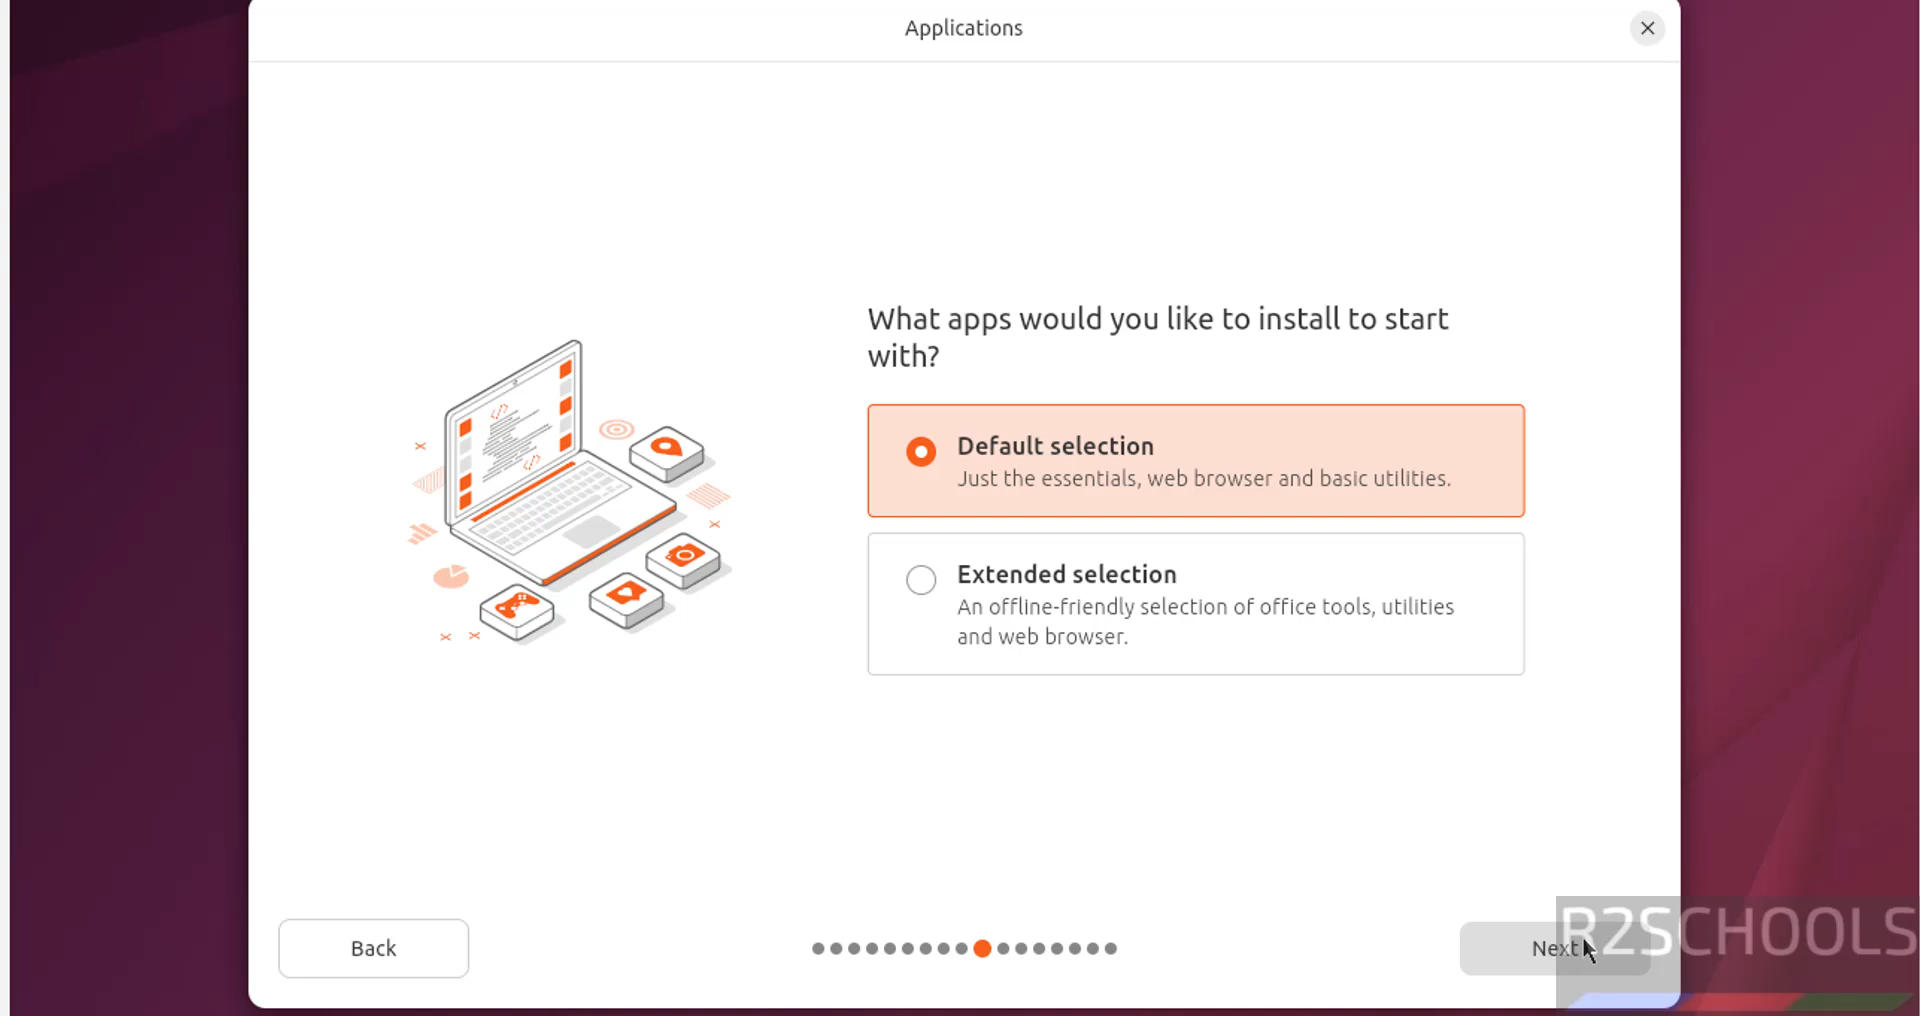 Applications
What apps would you like to install to start
with?
Default selection
Just the essentials, web browser and basic utilities.
Extended selection
An offline-friendly selection of office tools, utilities
and web browser.
Back
Next
R2SCHOOLS